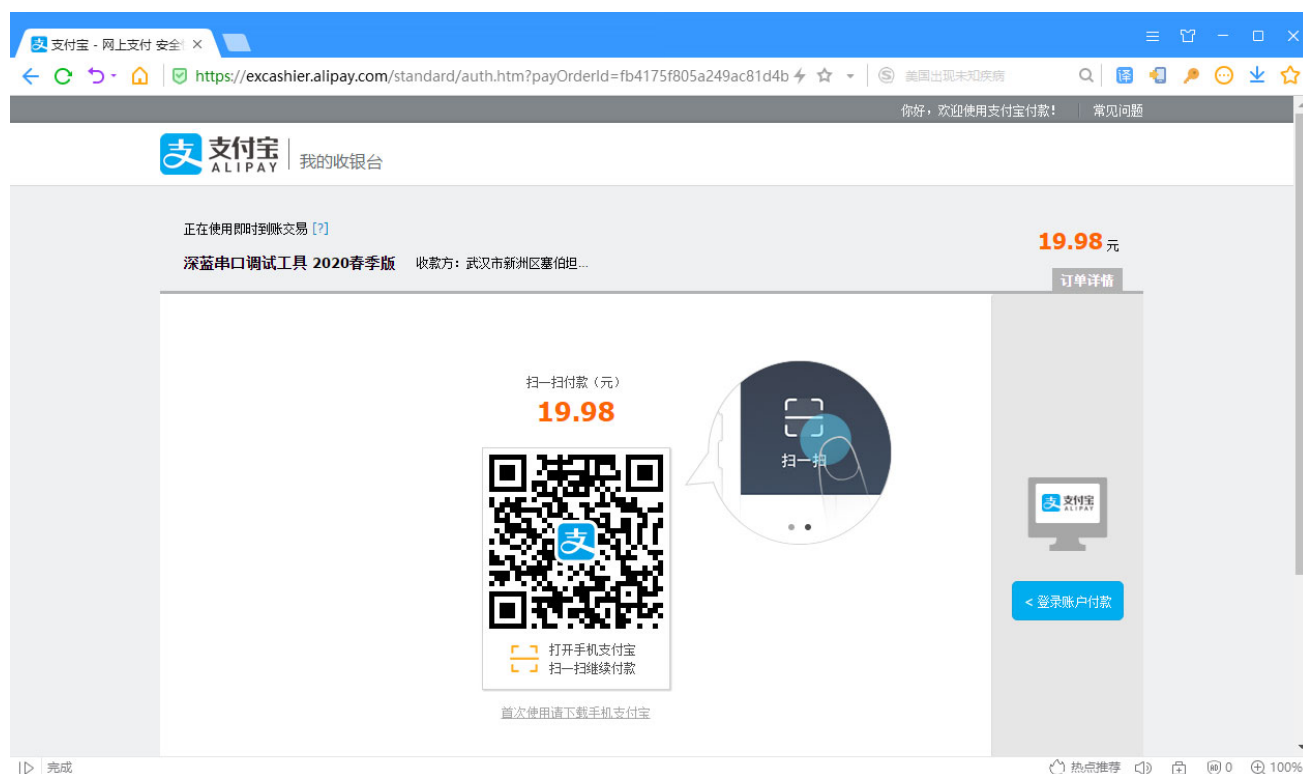 支付宝 - 网上支付 安全
https://excashier.alipay.com/standard/auth.htm?payOrderId=fb4175f805a249ac81d4b
美国出现未知疾病
译
你好，欢迎使用支付宝付款！ 常见问题
支 支付宝 ALIPAY 我的收银台
正在使用即时到账交易 [?]
19.98 元
深蓝串口调试工具 2020春季版 收款方：武汉市新洲区塞伯坦...
订单详情
扫一扫付款（元）
19.98
扫一扫
支
支 支付宝 ALIPAY
< 登录账户付款
打开手机支付宝
扫一扫继续付款
首次使用请下载手机支付宝
完成 热点推荐 0 100%